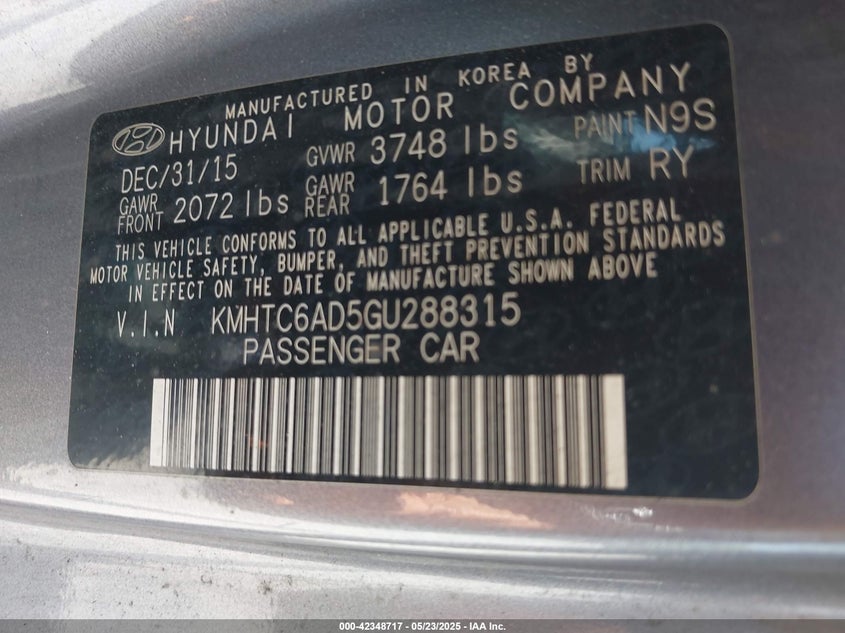 MANUFACTURED IN KOREA BY
HYUNDAI MOTOR COMPANY
DEC/31/15 GVWR 3748 lbs PAINT N9S
GAWR FRONT 2072 lbs GAWR REAR 1764 lbs TRIM RY
THIS VEHICLE CONFORMS TO ALL APPLICABLE U.S.A. FEDERAL
MOTOR VEHICLE SAFETY, BUMPER, AND THEFT PREVENTION STANDARDS
IN EFFECT ON THE DATE OF MANUFACTURE SHOWN ABOVE
V.I.N KMHTC6AD5GU288315
PASSENGER CAR
000-42348717 - 05/23/2025 - IAA Inc.